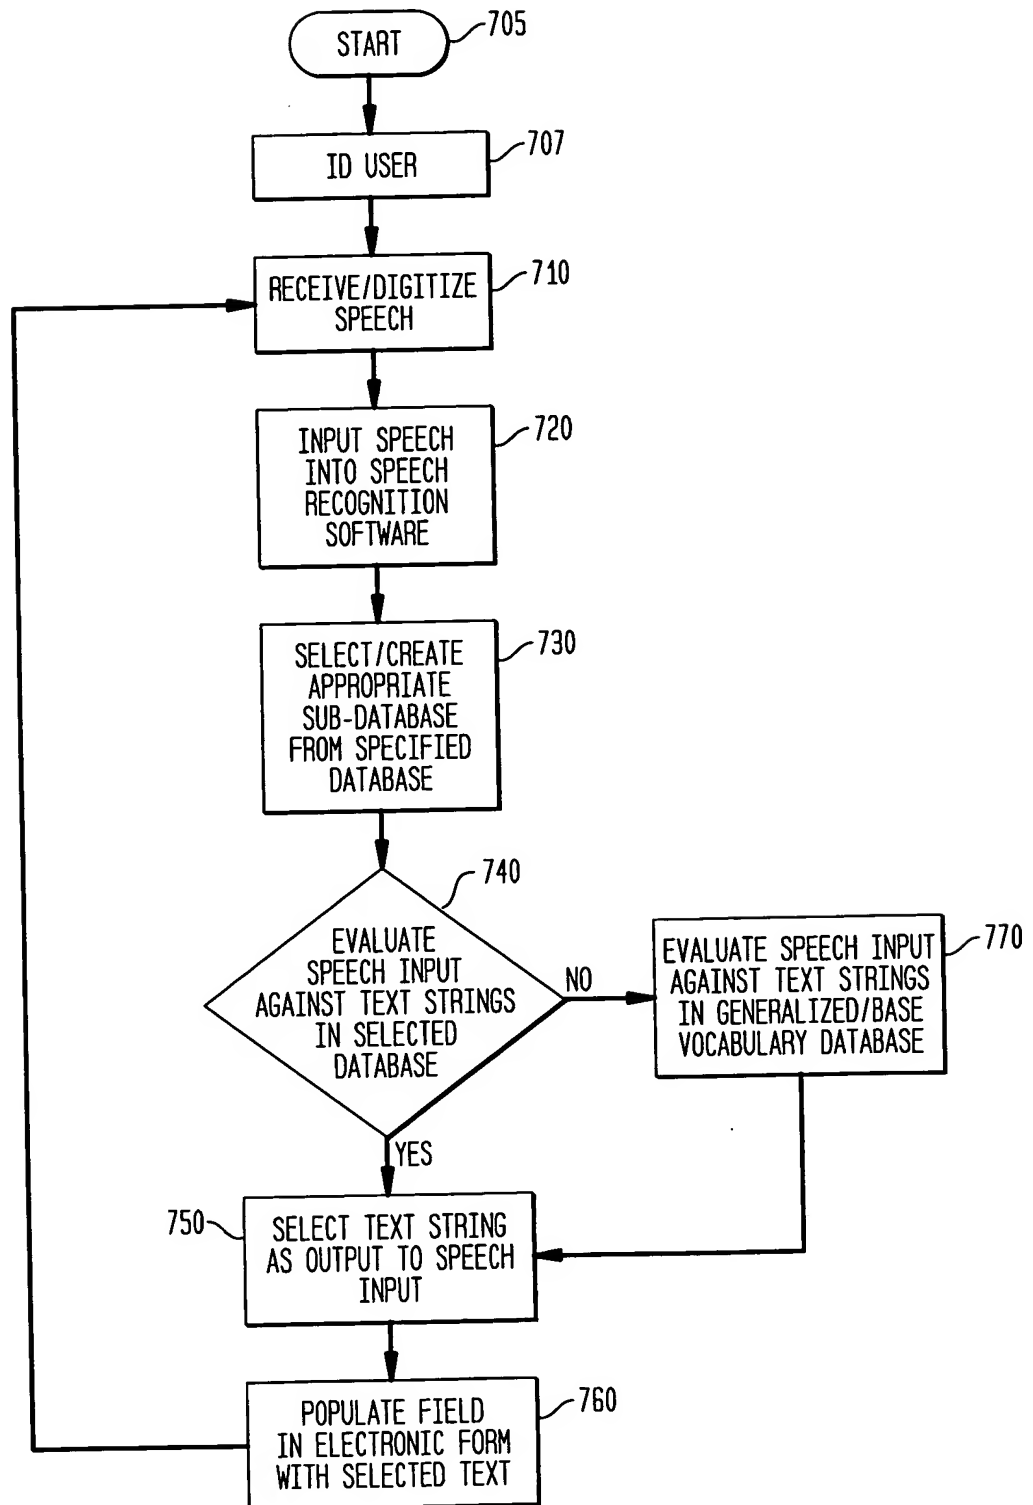 START
705
ID USER
707
RECEIVE/DIGITIZE
SPEECH
710
INPUT SPEECH
INTO SPEECH
RECOGNITION
SOFTWARE
720
SELECT/CREATE
APPROPRIATE
SUB-DATABASE
FROM SPECIFIED
DATABASE
730
740
EVALUATE
SPEECH INPUT
AGAINST TEXT STRINGS
IN SELECTED
DATABASE
NO
YES
EVALUATE SPEECH INPUT
AGAINST TEXT STRINGS
IN GENERALIZED/BASE
VOCABULARY DATABASE
770
750
SELECT TEXT STRING
AS OUTPUT TO SPEECH
INPUT
POPULATE FIELD
IN ELECTRONIC FORM
WITH SELECTED TEXT
760